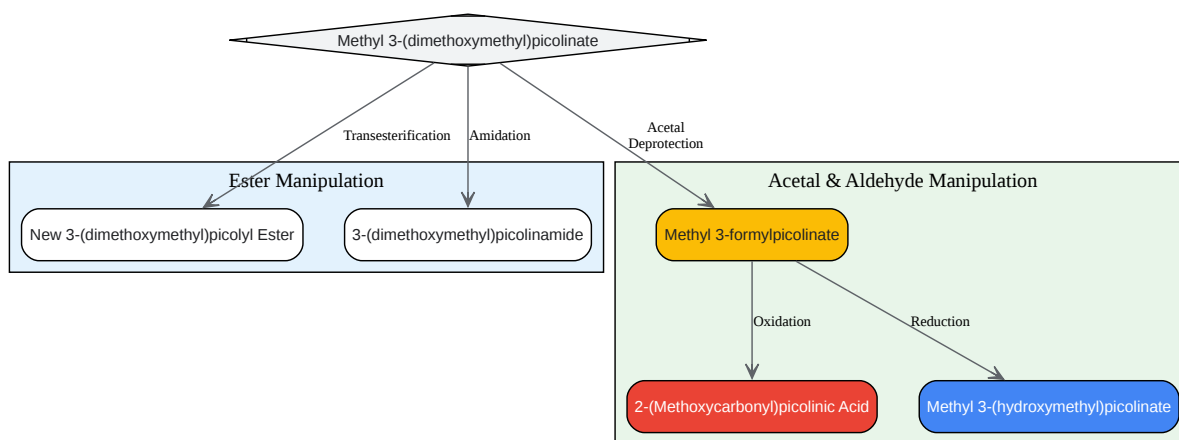 Methyl 3-(dimethoxymethyl)picolinate
Transesterification
Amidation
Acetal
Deprotection
Ester Manipulation
Acetal & Aldehyde Manipulation
New 3-(dimethoxymethyl)picolyl Ester
3-(dimethoxymethyl)picolinamide
Methyl 3-formylpicolinate
Oxidation
Reduction
2-(Methoxycarbonyl)picolinic Acid
Methyl 3-(hydroxymethyl)picolinate